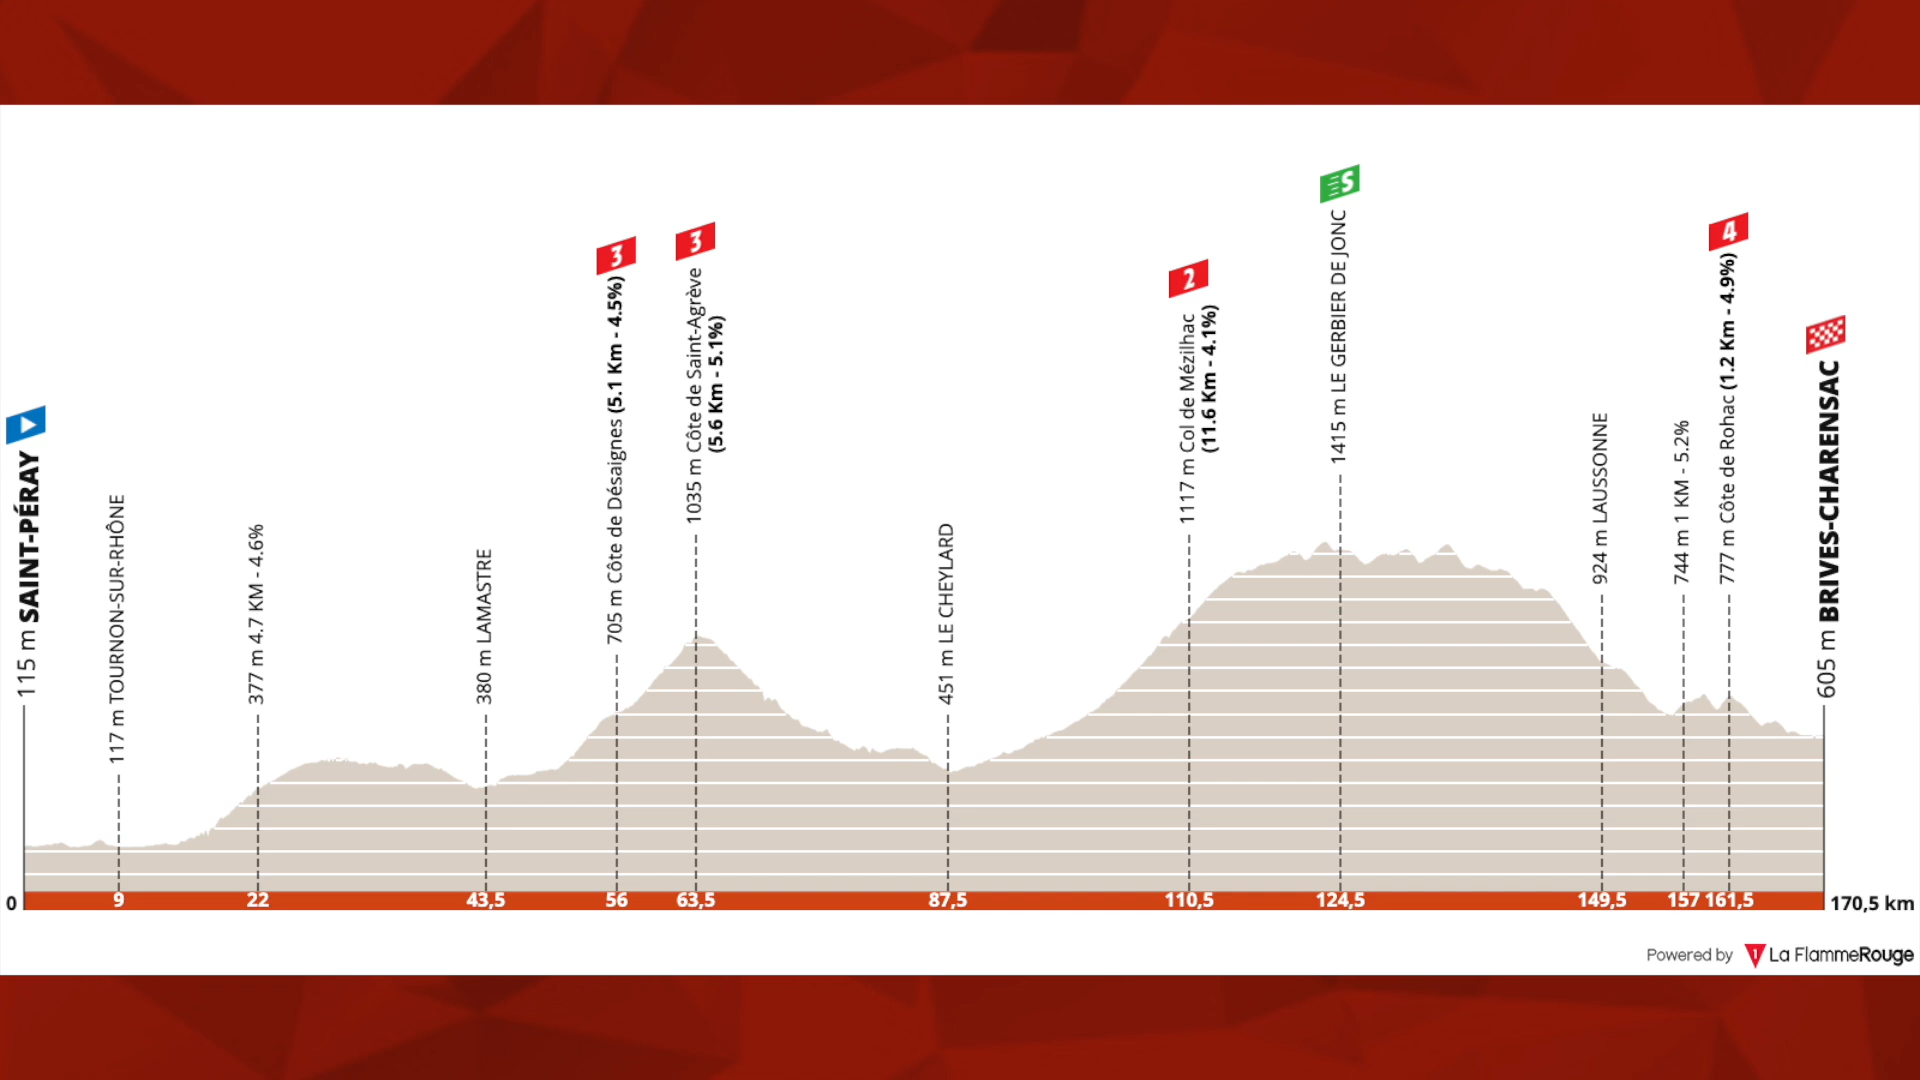 115 m SAINT-PÉRAY
117 m TOURNON-SUR-RHÔNE
377 m 4.7 KM - 4.6%
380 m LAMASTRE
3
705 m Côte de Désaignes (5.1 Km - 4.5%)
3
1035 m Côte de Saint-Agrève
(5.6 Km - 5.1%)
451 m LE CHEYLARD
2
1117 m Col de Mézilhac
(11.6 Km - 4.1%)
S
1415 m LE GERBIER DE JONC
924 m LAUSSONNE
744 m 1 KM - 5.2%
4
777 m Côte de Rohac (1.2 Km - 4.9%)
605 m BRIVES-CHARENSAC
0 9 22 43,5 56 63,5 87,5 110,5 124,5 149,5 157 161,5 170,5 km
Powered by 1 La FlammeRouge